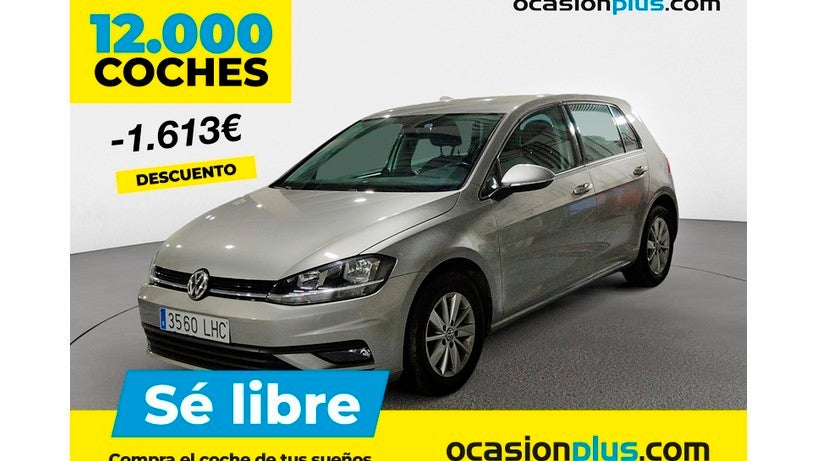 ocasionplus.com
12.000
COCHES
-1.613€
DESCUENTO
3560 LHC
Sé libre
Compra el coche de tus sueños
ocasionplus.com